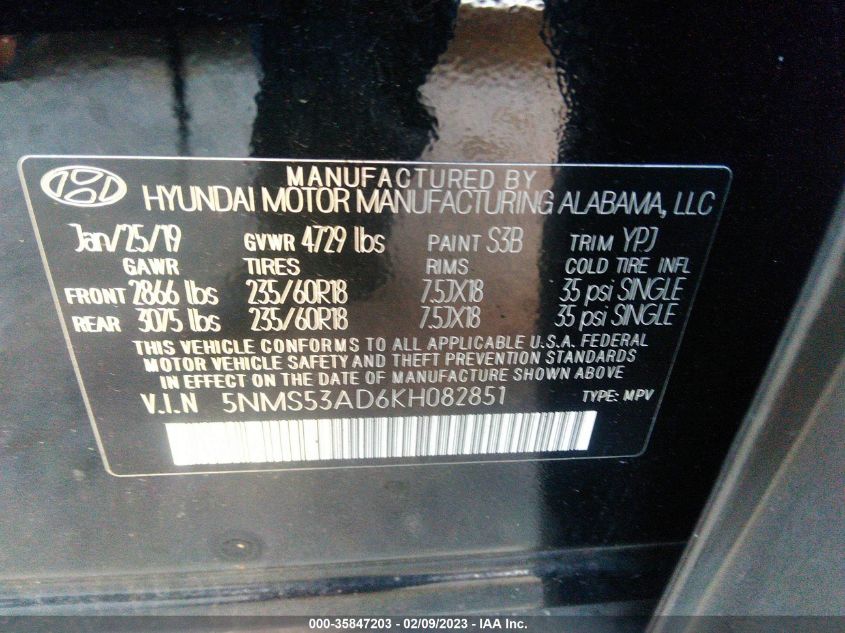 MANUFACTURED BY
HYUNDAI MOTOR MANUFACTURING ALABAMA, LLC
Jan/25/19 GVWR 4729 lbs PAINT S3B TRIM YPJ
GAWR TIRES RIMS COLD TIRE INFL
FRONT 2866 lbs 235/60R18 7.5JX18 35 psi SINGLE
REAR 3075 lbs 235/60R18 7.5JX18 35 psi SINGLE
THIS VEHICLE CONFORMS TO ALL APPLICABLE U.S.A. FEDERAL
MOTOR VEHICLE SAFETY AND THEFT PREVENTION STANDARDS
IN EFFECT ON THE DATE OF MANUFACTURE SHOWN ABOVE
V.I.N 5NMS53AD6KH082851 TYPE: MPV
000-35847203 - 02/09/2023 - IAA Inc.